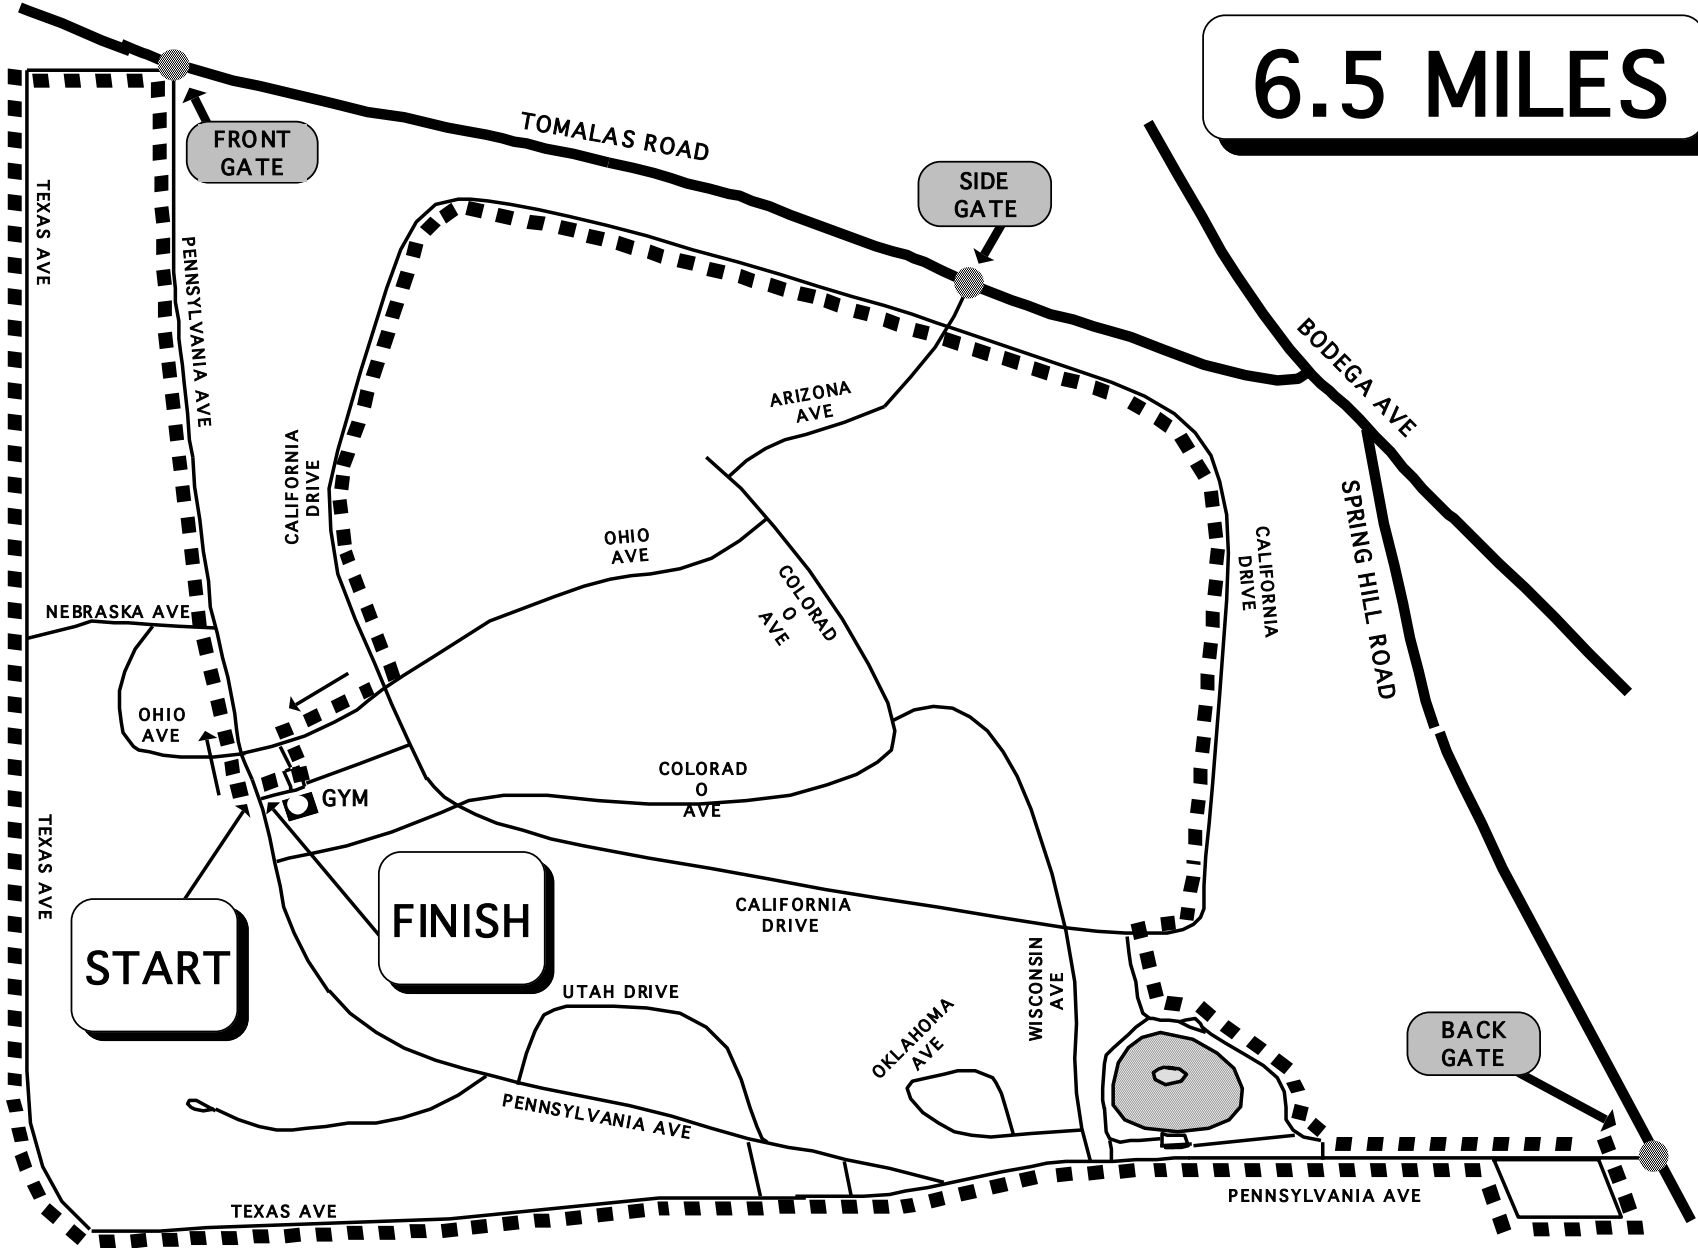 6.5 MILES
FRONT
GATE
TOMALAS ROAD
SIDE
GATE
TEXAS AVE
PENNSYLVANIA AVE
BODEGA AVE
ARIZONA
AVE
CALIFORNIA
DRIVE
SPRING HILL ROAD
OHIO
AVE
CALIFORNIA
DRIVE
COLORAD
O
AVE
NEBRASKA AVE
OHIO
AVE
COLORAD
O
AVE
GYM
TEXAS AVE
START
FINISH
CALIFORNIA
DRIVE
WISCONSIN
AVE
UTAH DRIVE
OKLAHOMA
AVE
BACK
GATE
PENNSYLVANIA AVE
PENNSYLVANIA AVE
TEXAS AVE